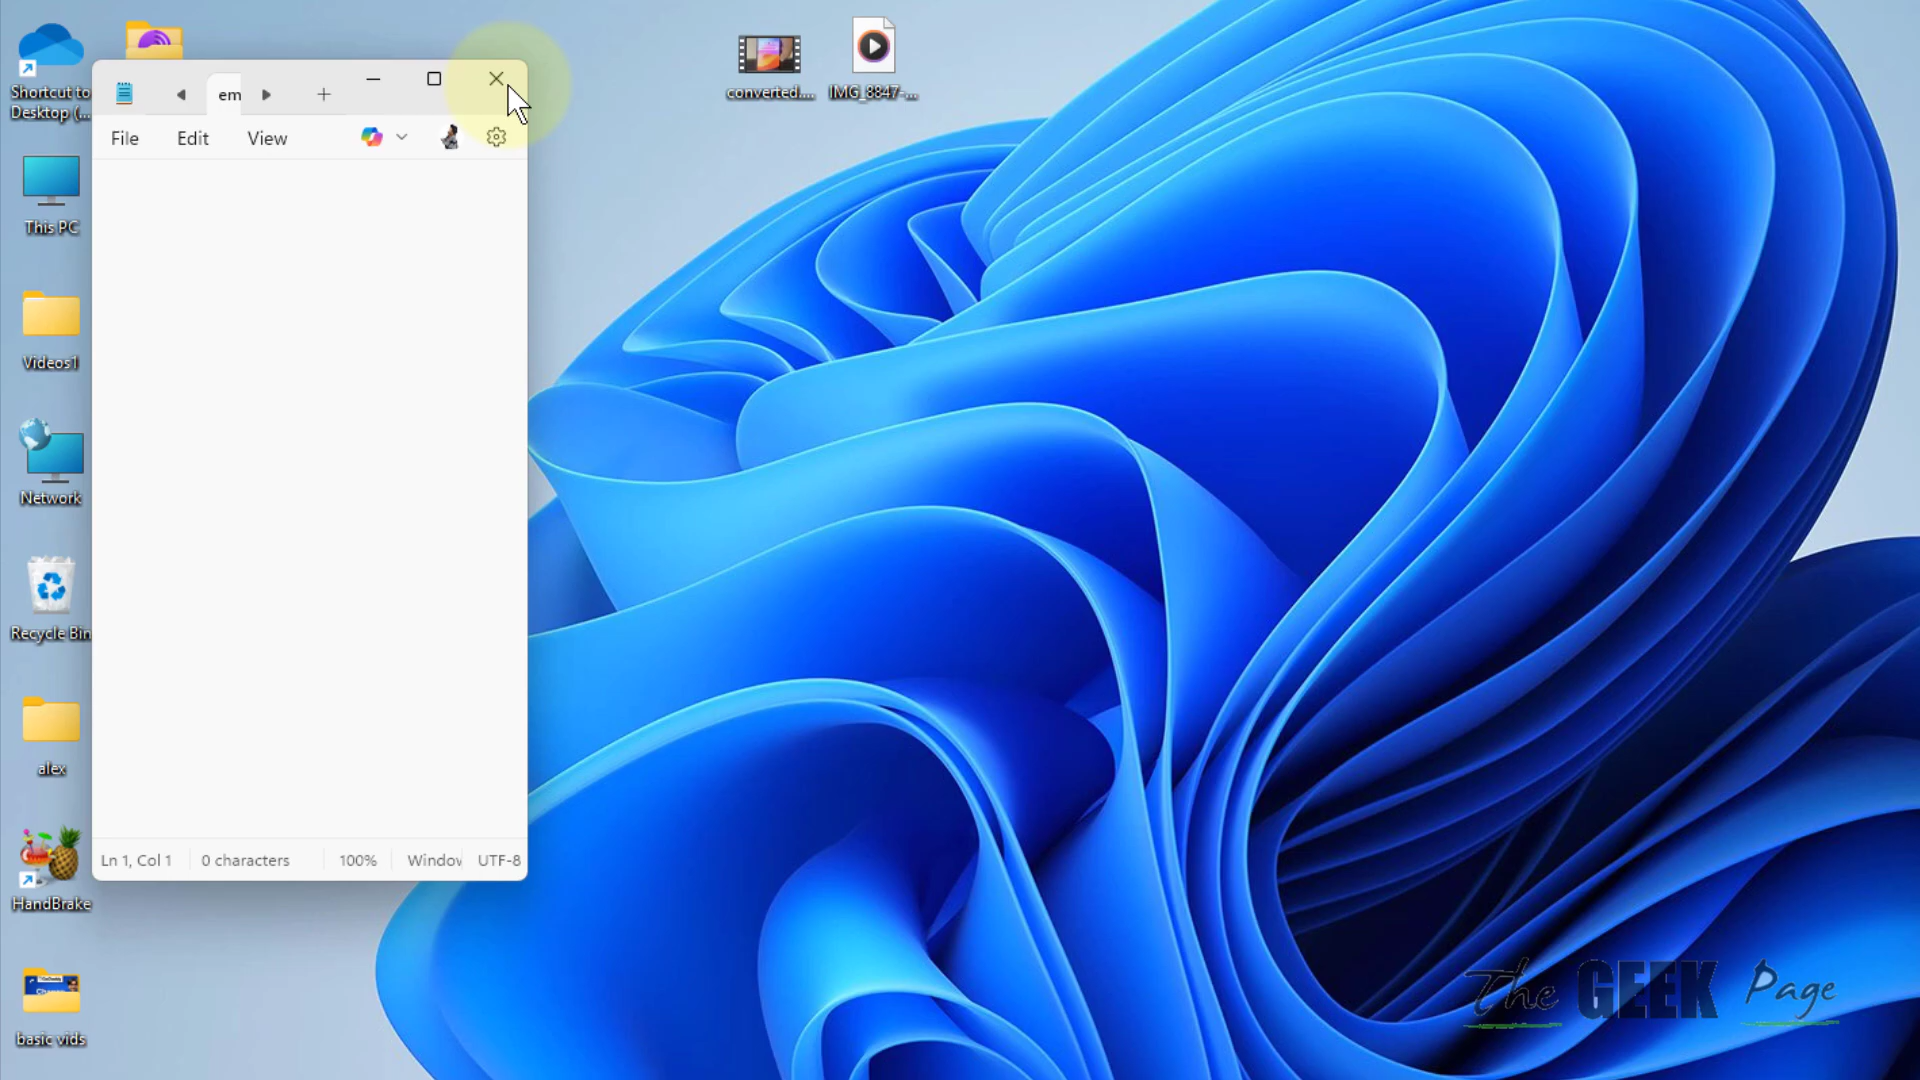 Shortcut to
Desktop (...
This PC
Videos1
Network
Recycle Bin
alex
HandBrake
basic vids
em
File
Edit
View
Ln 1, Col 1
0 characters
100%
Window
UTF-8
converted....
IMG_8847-...
The GEEK Page